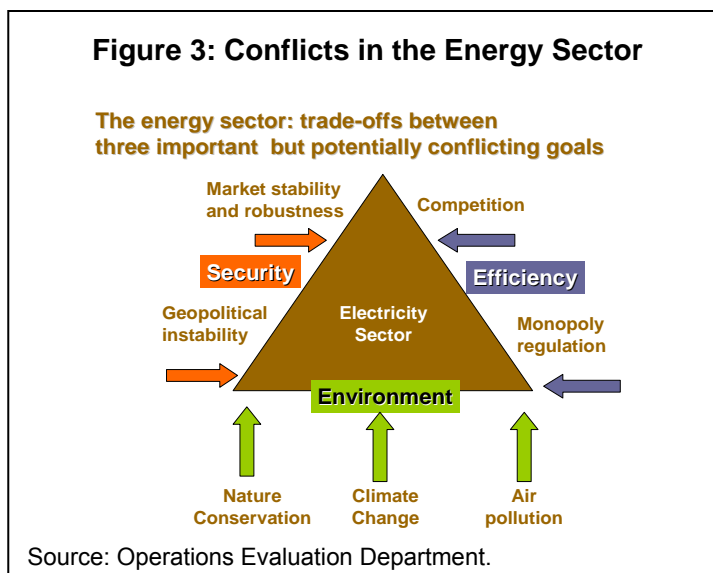 Figure 3: Conflicts in the Energy Sector
The energy sector: trade-offs between
three important but potentially conflicting goals
Market stability
and robustness
Competition
Security
Efficiency
Geopolitical
instability
Electricity
Sector
Monopoly
regulation
Environment
Nature
Conservation
Climate
Change
Air
pollution
Source: Operations Evaluation Department.